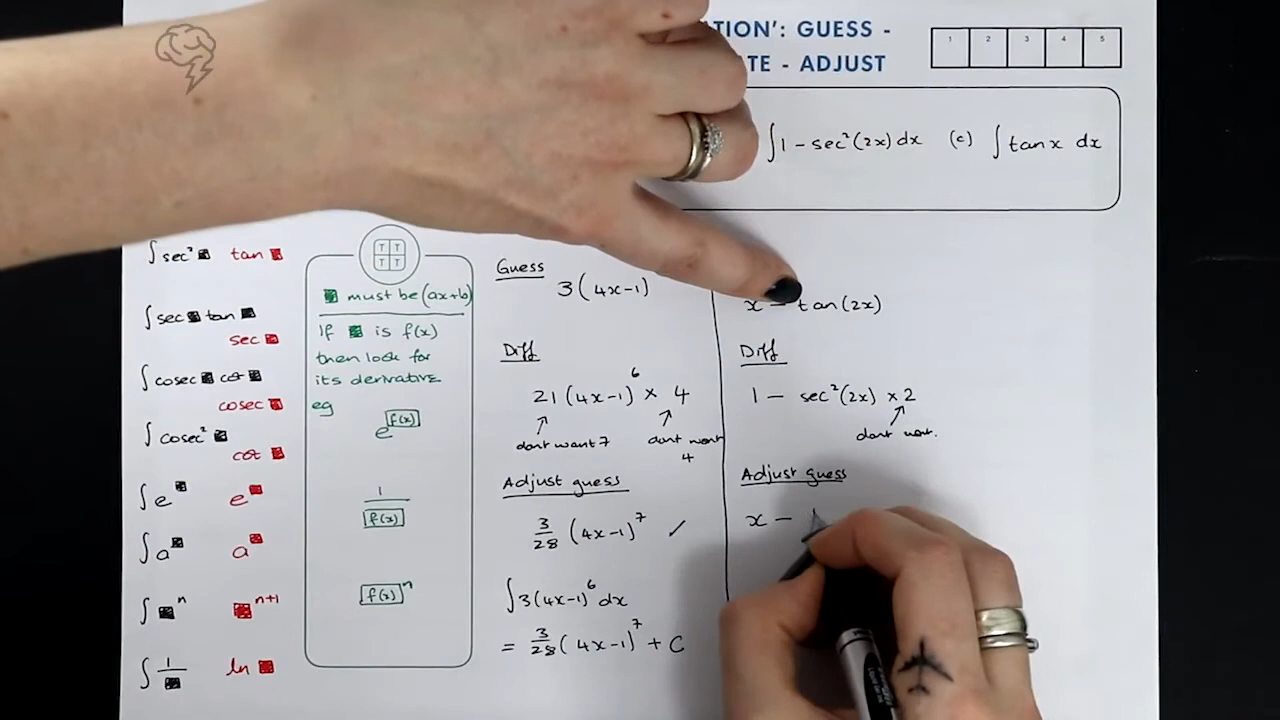 TION': GUESS -
TE - ADJUST
1 2 3 4 5
∫1 - sec²(2x) dx (c) ∫tan x dx
∫sec² ■ tan ■
∫sec ■ tan ■
sec ■
∫cosec ■ cot ■
cosec ■
∫cosec² ■
cot ■
∫e^■ e^■
∫a^■ a^■
∫■^n ■^(n+1)
∫1/■ ln ■
T T
T T
■ must be (ax+b)
If ■ is f(x)
then look for
its derivative
eg
e^f(x)
1/f(x)
f(x)^n
Guess
3(4x-1)
Diff
21(4x-1)^6 × 4
dont want 7 dont want
4
Adjust guess
3/28 (4x-1)^7 ✓
∫3(4x-1)^6 dx
= 3/28 (4x-1)^7 + C
x - tan(2x)
Diff
1 - sec²(2x) × 2
dont want.
Adjust guess
x -